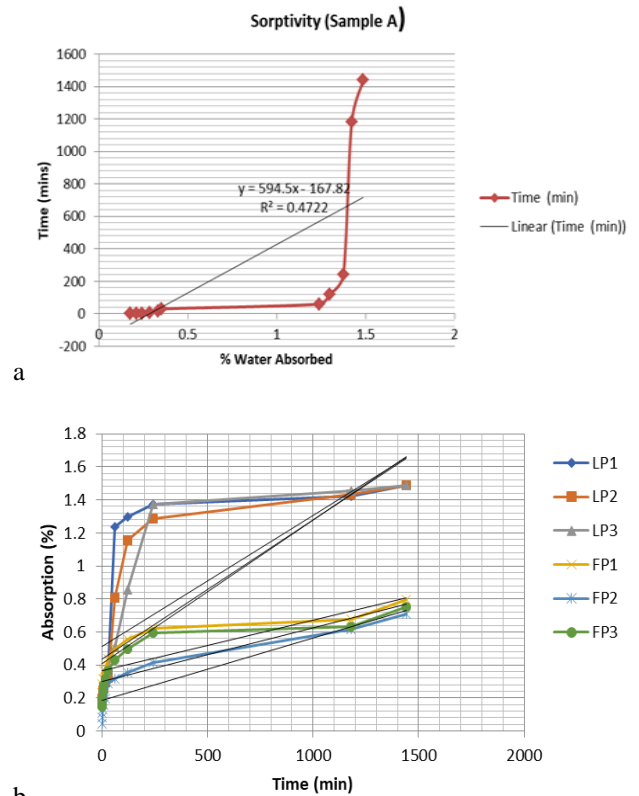 Sorptivity (Sample A)
1600
1400
1200
1000
800
600
400
200
0
-200
Time (mins)
y = 594.5x - 167.82
R² = 0.4722
0 0.5 1 1.5 2
% Water Absorbed
Time (min)
Linear (Time (min))
a
1.8
1.6
1.4
1.2
1
0.8
0.6
0.4
0.2
0
Absorption (%)
0 500 1000 1500 2000
Time (min)
LP1
LP2
LP3
FP1
FP2
FP3
b